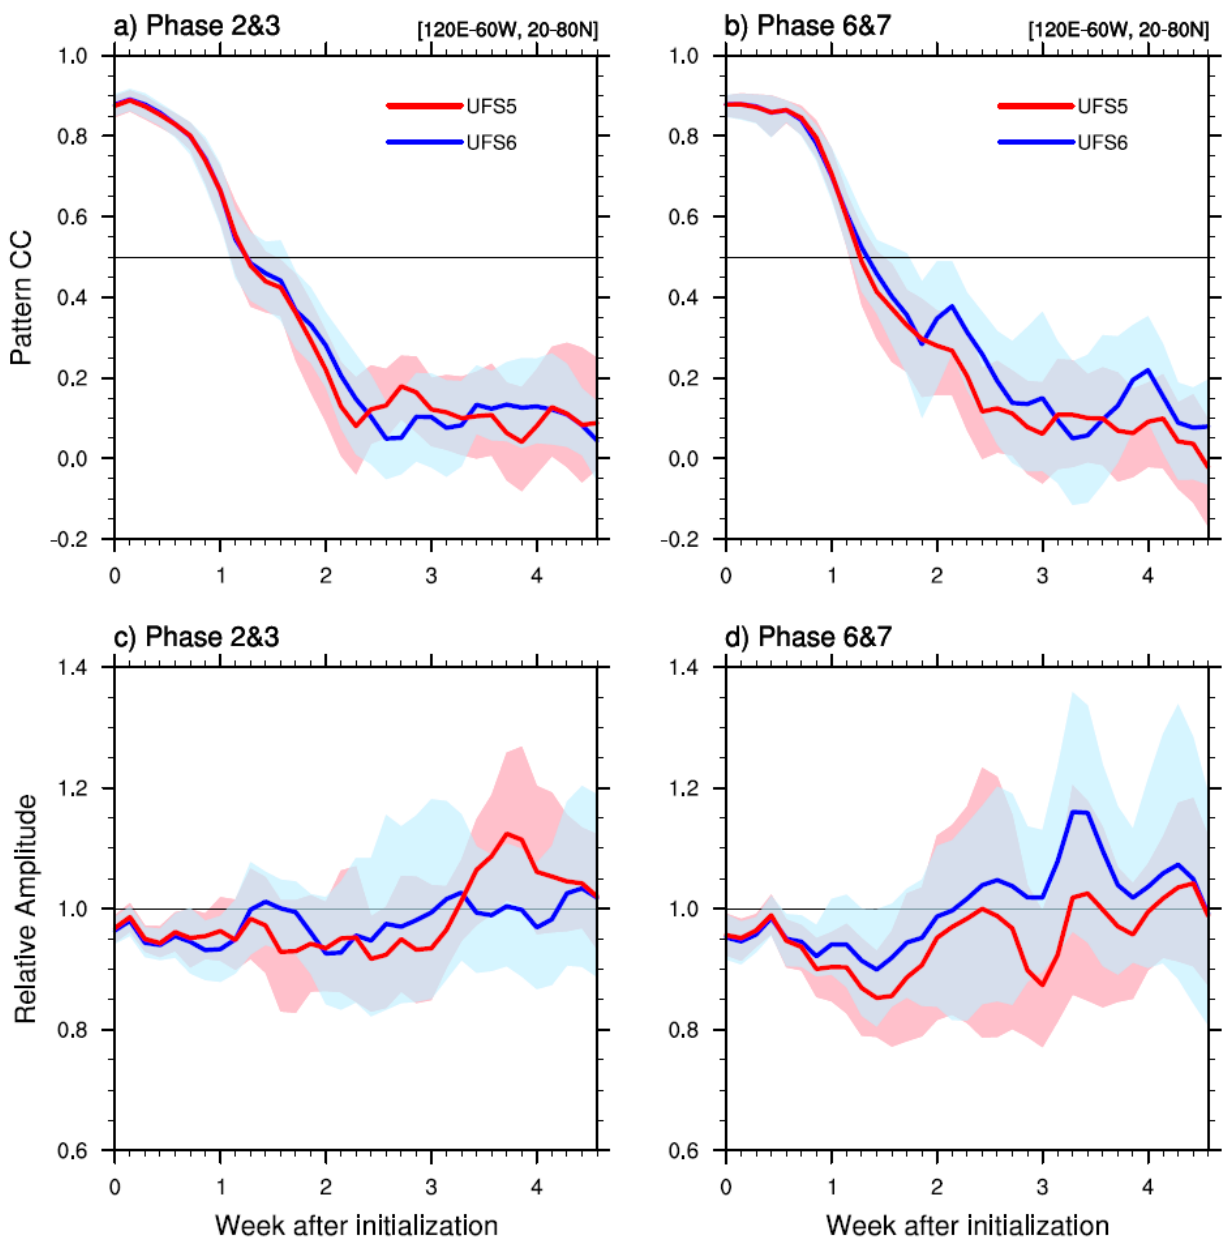 a) Phase 2&3 [120E-60W, 20-80N]
b) Phase 6&7 [120E-60W, 20-80N]
1.0
0.8
0.6
0.4
0.2
0.0
-0.2
Pattern CC
UFS5
UFS6
0 1 2 3 4
1.0
0.8
0.6
0.4
0.2
0.0
-0.2
UFS5
UFS6
0 1 2 3 4
c) Phase 2&3
1.4
1.2
1.0
0.8
0.6
Relative Amplitude
0 1 2 3 4
Week after initialization
d) Phase 6&7
1.4
1.2
1.0
0.8
0.6
0 1 2 3 4
Week after initialization